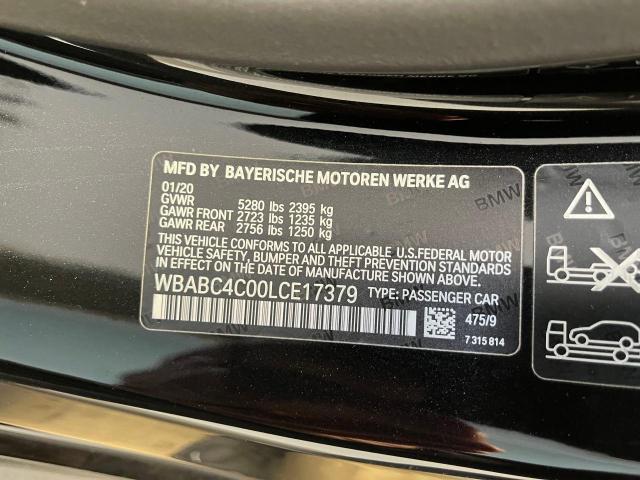 MFD BY BAYERISCHE MOTOREN WERKE AG
01/20
GVWR 5280 lbs 2395 kg
GAWR FRONT 2723 lbs 1235 kg
GAWR REAR 2756 lbs 1250 kg
THIS VEHICLE CONFORMS TO ALL APPLICABLE U.S.FEDERAL MOTOR
VEHICLE SAFETY, BUMPER, AND THEFT PREVENTION STANDARDS
IN EFFECT ON THE DATE OF MANUFACTURE SHOWN ABOVE.
WBABC4C00LCE17379 TYPE: PASSENGER CAR
475/9
7 315 814
BMW
BMW
BMW